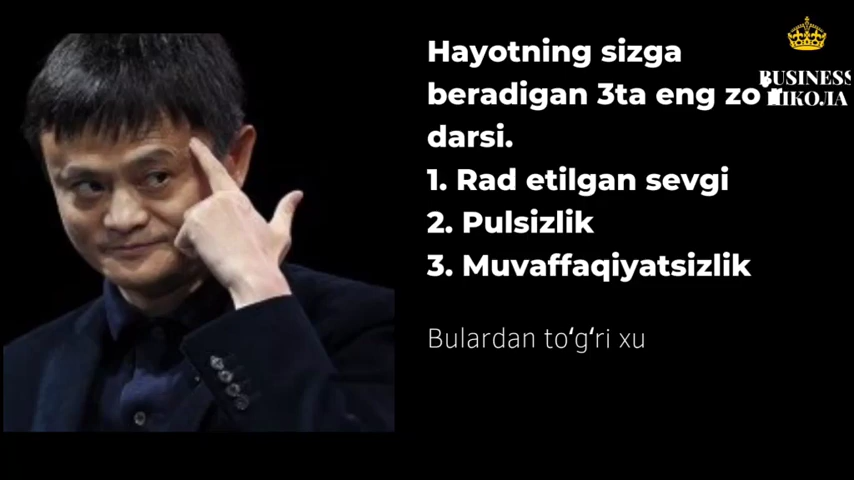 Hayotning sizga
beradigan 3ta eng zo'r
darsi.
1. Rad etilgan sevgi
2. Pulsizlik
3. Muvaffaqiyatsizlik
Bulardan to‘g‘ri xu
BUSINESS
ШКОЛА